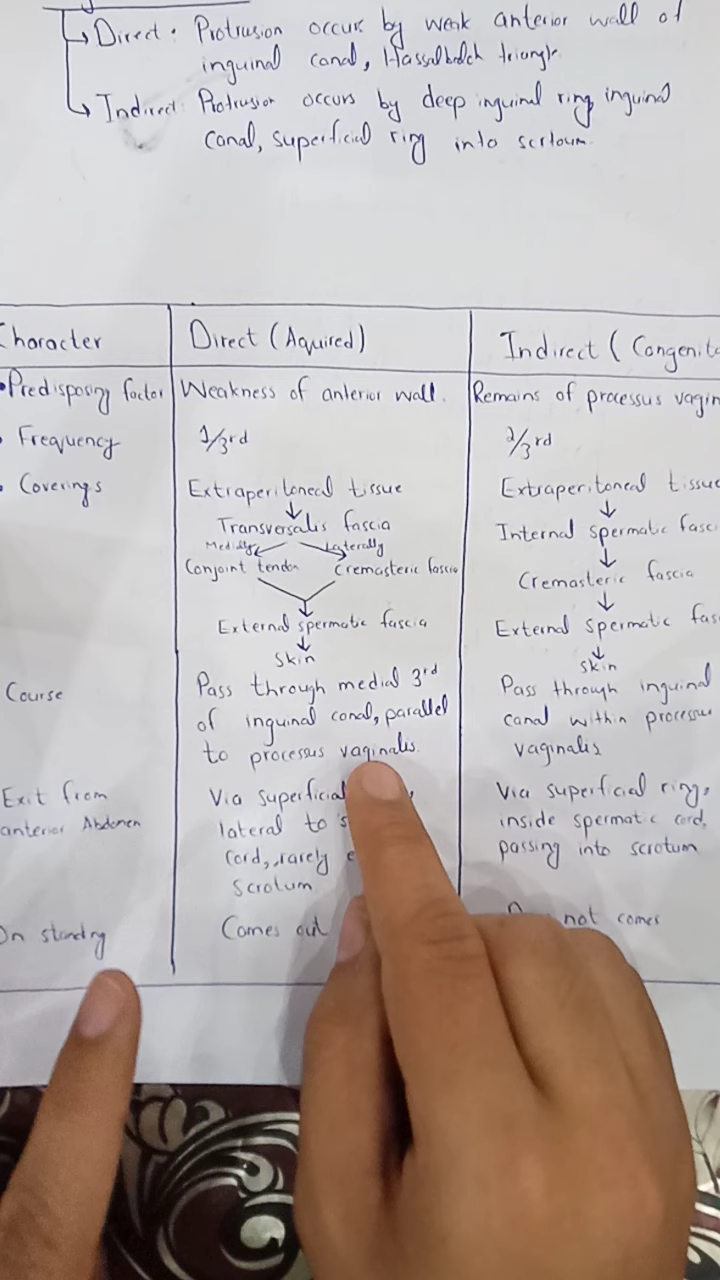 Direct: Protrusion occurs by weak anterior wall of
inguinal canal, Hassalbalch triangle.
Indirect: Protrusion occurs by deep inguinal ring, inguinal
canal, superficial ring into scrtoum.
Character
Direct (Aquired)
Indirect (Congenita
Predisposing factor
Weakness of anterior wall.
Remains of processus vagin
Frequency
1/3rd
2/3rd
Coverings
Extraperitoneal tissue
Transversalis fascia
Medially
Laterally
Conjoint tendon
Cremasteric fascia
External spermatic fascia
Skin
Extraperitoneal tissue
Internal spermatic fasci
Cremasteric fascia
External spermatic fas
Skin
Course
Pass through medial 3rd
of inguinal canal, parallel
to processus vaginalis.
Pass through inguinal
canal within processus
vaginalis
Exit from
anterior Abdomen
Via superficial
lateral to s
cord, rarely e
Scrotum
Via superficial ring,
inside spermatic cord,
passing into scrotum
On standing
Comes out
not comes